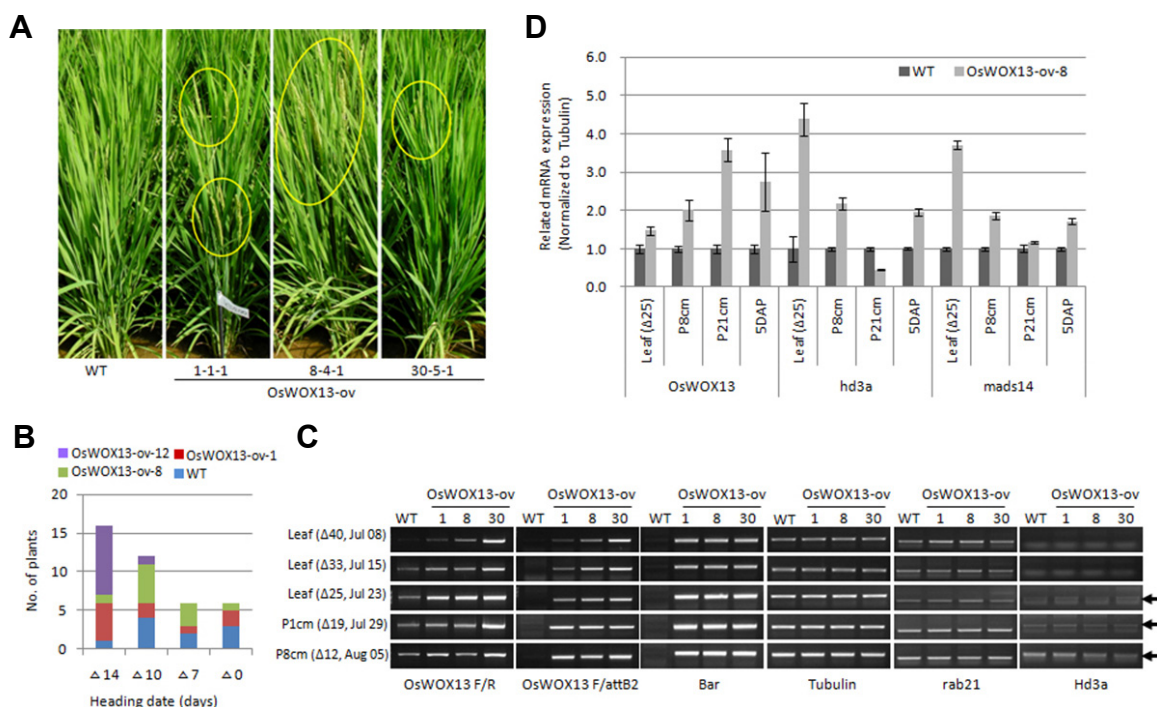 A
WT
1-1-1
8-4-1
30-5-1
OsWOX13-ov
B
OsWOX13-ov-12
OsWOX13-ov-1
OsWOX13-ov-8
WT
20
15
10
5
0
No. of plants
Δ 14
Δ 10
Δ 7
Δ 0
Heading date (days)
C
OsWOX13-ov
OsWOX13-ov
OsWOX13-ov
OsWOX13-ov
OsWOX13-ov
OsWOX13-ov
WT 1 8 30
WT 1 8 30
WT 1 8 30
WT 1 8 30
WT 1 8 30
WT 1 8 30
Leaf (Δ40, Jul 08)
Leaf (Δ33, Jul 15)
Leaf (Δ25, Jul 23)
P1cm (Δ19, Jul 29)
P8cm (Δ12, Aug 05)
OsWOX13 F/R
OsWOX13 F/attB2
Bar
Tubulin
rab21
Hd3a
D
WT
OsWOX13-ov-8
Related mRNA expression
(Normalized to Tubulin)
6.0
5.0
4.0
3.0
2.0
1.0
0.0
Leaf (Δ25)
P8cm
P21cm
5DAP
Leaf (Δ25)
P8cm
P21cm
5DAP
Leaf (Δ25)
P8cm
P21cm
5DAP
OsWOX13
hd3a
mads14